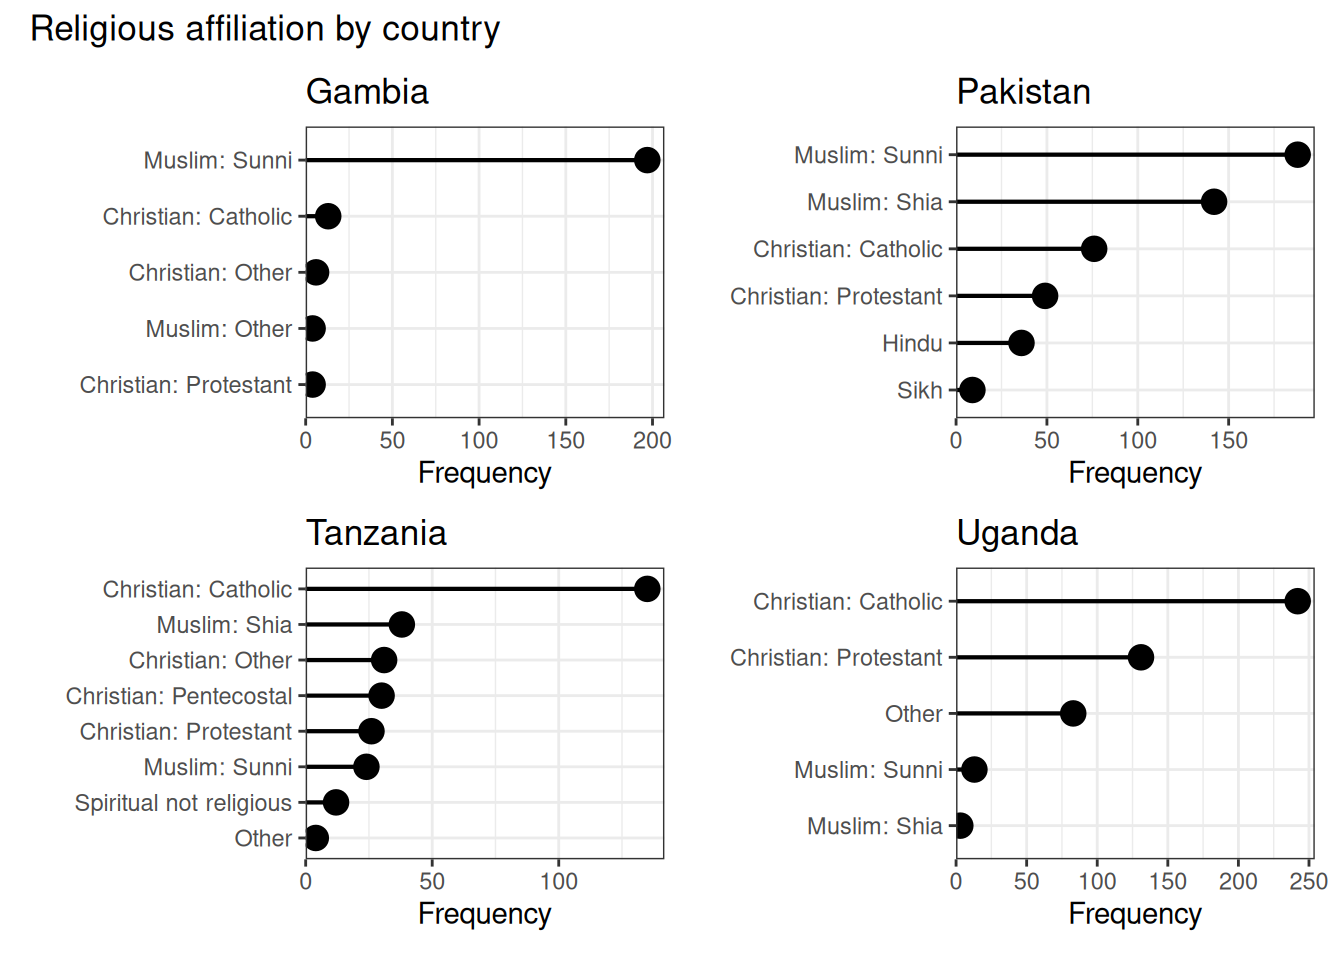 Religious affiliation by country
Gambia
Muslim: Sunni
Christian: Catholic
Christian: Other
Muslim: Other
Christian: Protestant
0 50 100 150 200
Frequency
Pakistan
Muslim: Sunni
Muslim: Shia
Christian: Catholic
Christian: Protestant
Hindu
Sikh
0 50 100 150
Frequency
Tanzania
Christian: Catholic
Muslim: Shia
Christian: Other
Christian: Pentecostal
Christian: Protestant
Muslim: Sunni
Spiritual not religious
Other
0 50 100
Frequency
Uganda
Christian: Catholic
Christian: Protestant
Other
Muslim: Sunni
Muslim: Shia
0 50 100 150 200 250
Frequency